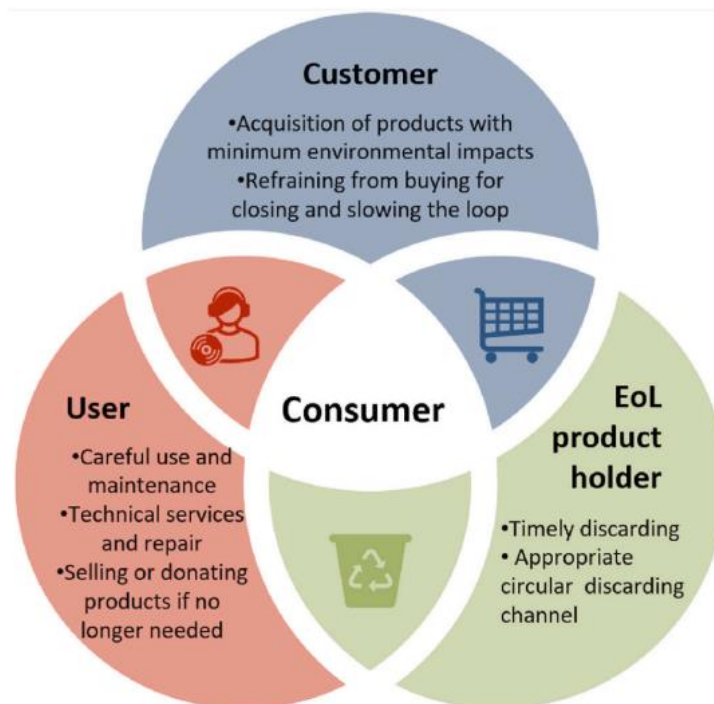 Customer
•Acquisition of products with
minimum environmental impacts
•Refraining from buying for
closing and slowing the loop
User
•Careful use and
maintenance
•Technical services
and repair
•Selling or donating
products if no
longer needed
Consumer
EoL
product
holder
•Timely discarding
• Appropriate
circular discarding
channel